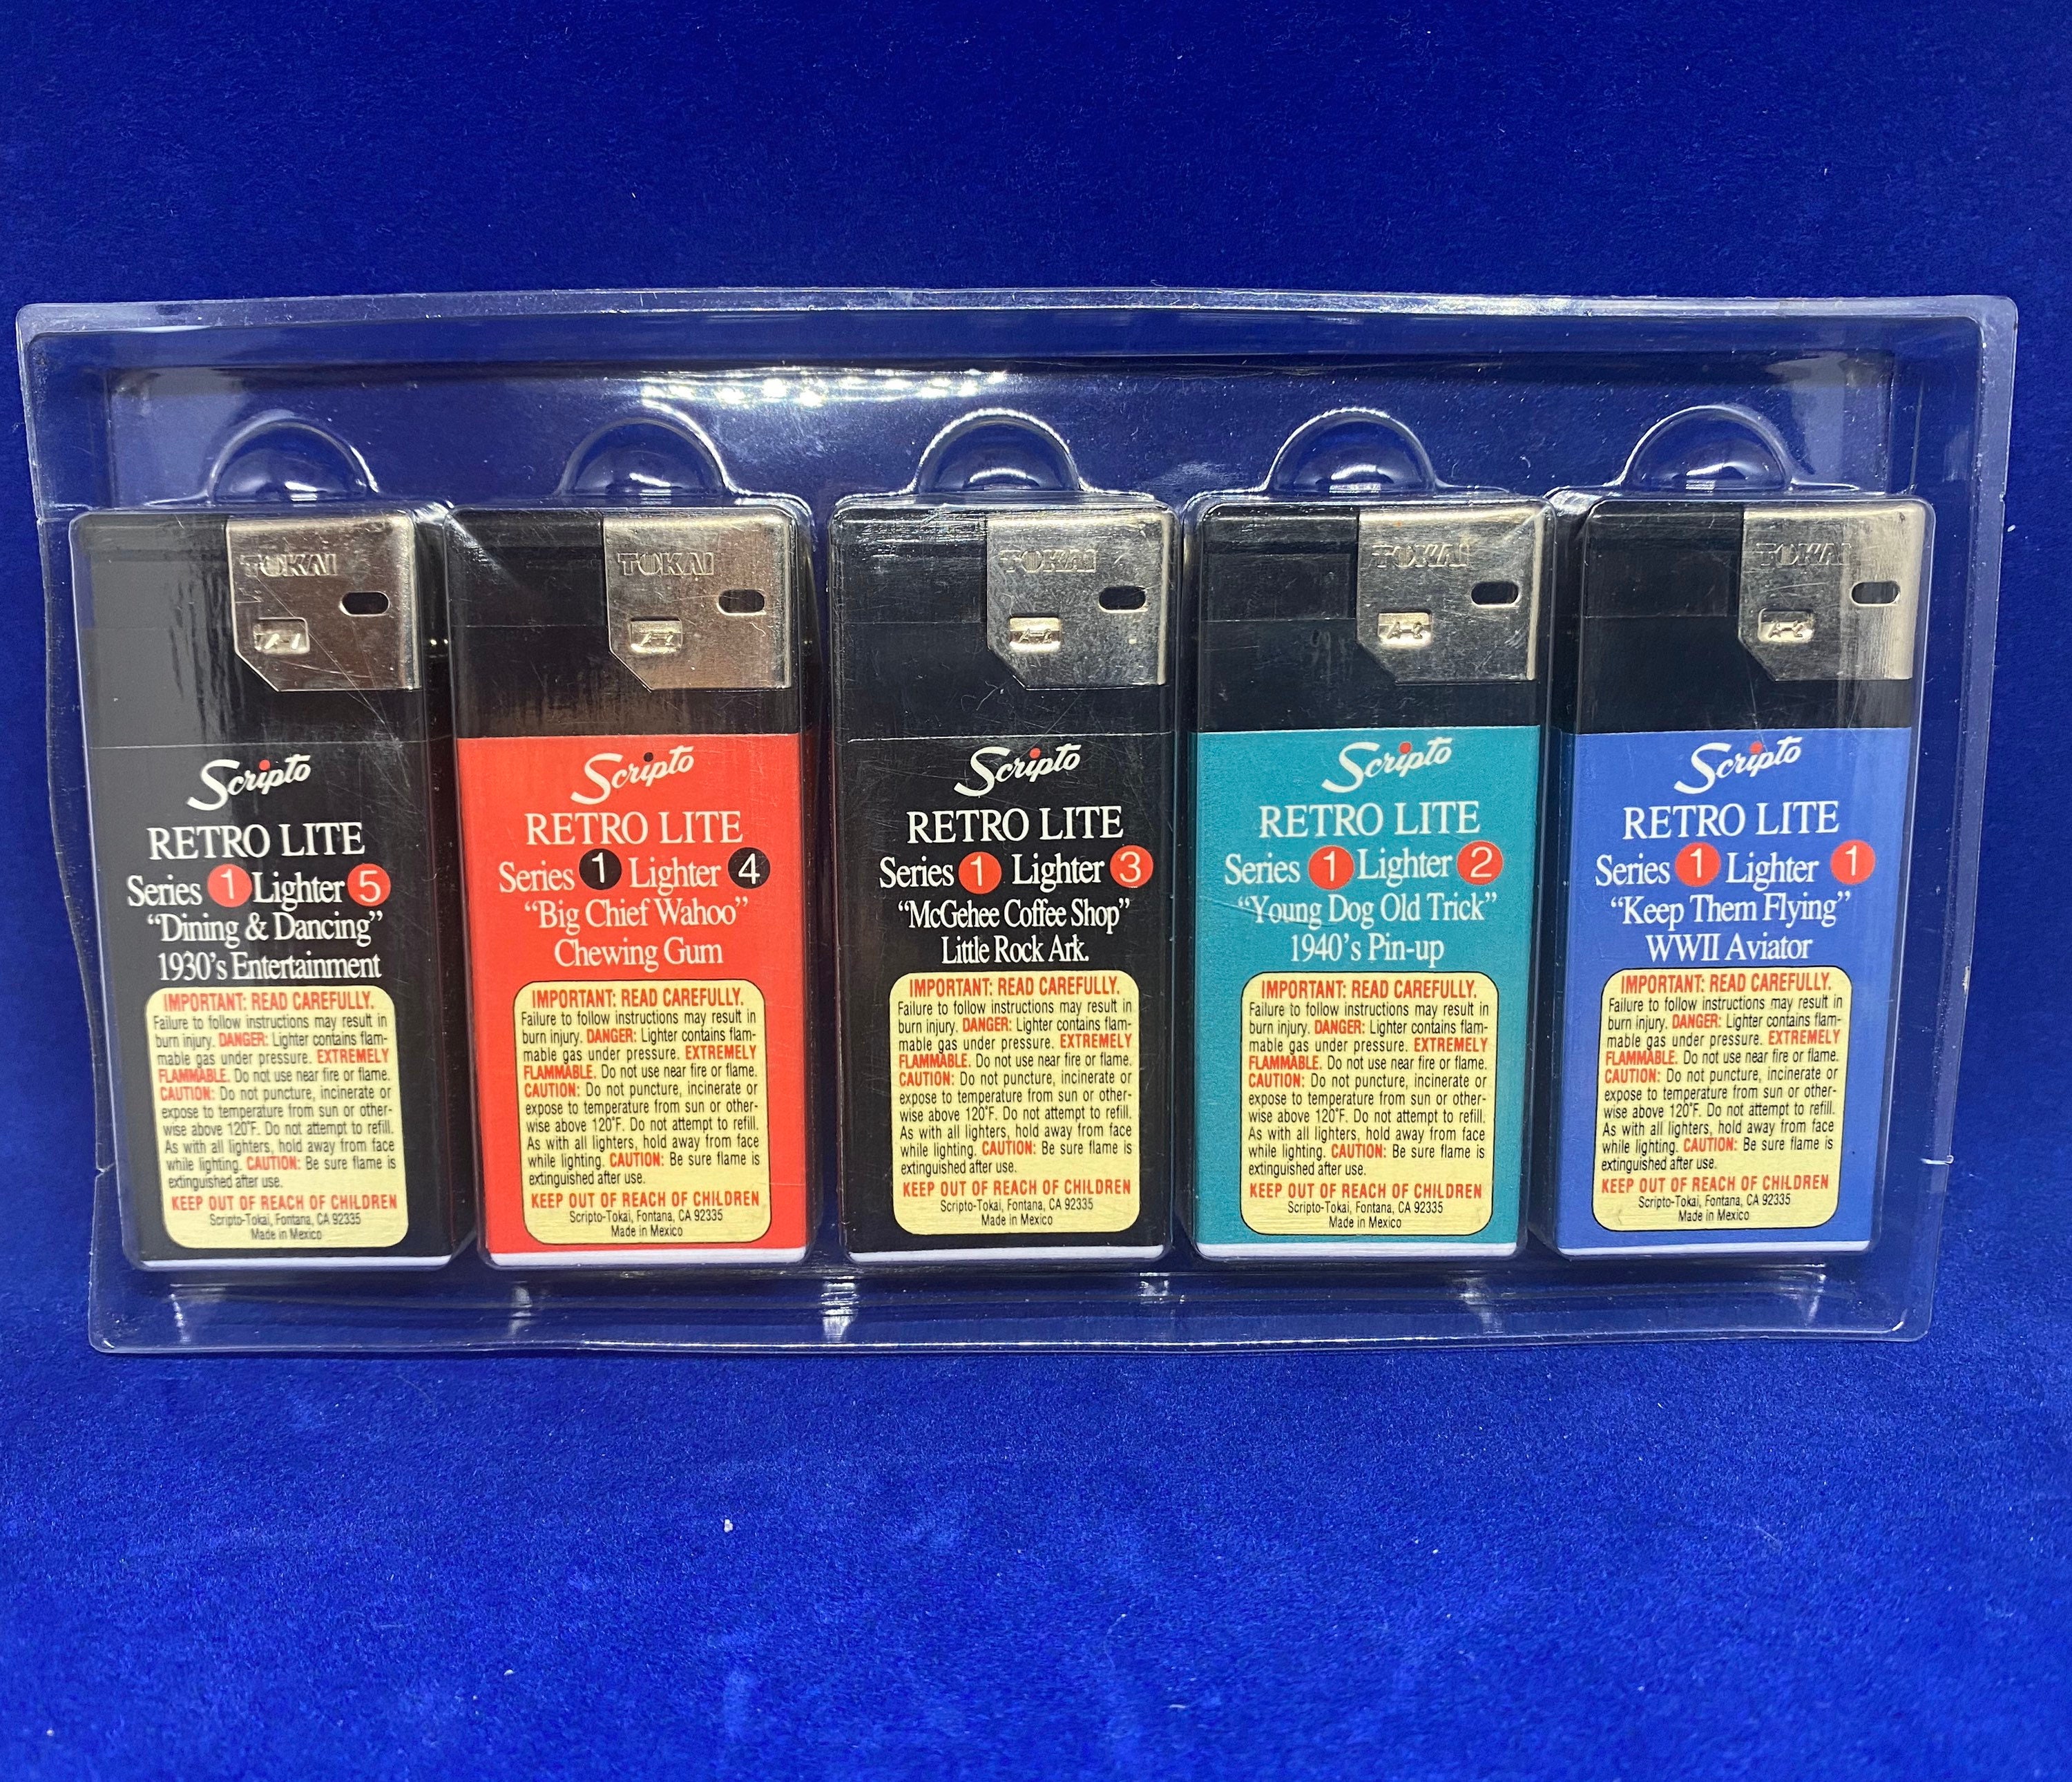 TOKAI
Scripto
RETRO LITE
Series 1 Lighter 5
“Dining & Dancing”
1930’s Entertainment
IMPORTANT: READ CAREFULLY.
Failure to follow instructions may result in
burn injury. DANGER: Lighter contains flam-
mable gas under pressure. EXTREMELY
FLAMMABLE. Do not use near fire or flame.
CAUTION: Do not puncture, incinerate or
expose to temperature from sun or other-
wise above 120°F. Do not attempt to refill.
As with all lighters, hold away from face
while lighting. CAUTION: Be sure flame is
extinguished after use.
KEEP OUT OF REACH OF CHILDREN
Scripto-Tokai, Fontana, CA 92335
Made in Mexico
TOKAI
Scripto
RETRO LITE
Series 1 Lighter 4
“Big Chief Wahoo”
Chewing Gum
IMPORTANT: READ CAREFULLY.
Failure to follow instructions may result in
burn injury. DANGER: Lighter contains flam-
mable gas under pressure. EXTREMELY
FLAMMABLE. Do not use near fire or flame.
CAUTION: Do not puncture, incinerate or
expose to temperature from sun or other-
wise above 120°F. Do not attempt to refill.
As with all lighters, hold away from face
while lighting. CAUTION: Be sure flame is
extinguished after use.
KEEP OUT OF REACH OF CHILDREN
Scripto-Tokai, Fontana, CA 92335
Made in Mexico
TOKAI
Scripto
RETRO LITE
Series 1 Lighter 3
“McGehee Coffee Shop”
Little Rock Ark.
IMPORTANT: READ CAREFULLY.
Failure to follow instructions may result in
burn injury. DANGER: Lighter contains flam-
mable gas under pressure. EXTREMELY
FLAMMABLE. Do not use near fire or flame.
CAUTION: Do not puncture, incinerate or
expose to temperature from sun or other-
wise above 120°F. Do not attempt to refill.
As with all lighters, hold away from face
while lighting. CAUTION: Be sure flame is
extinguished after use.
KEEP OUT OF REACH OF CHILDREN
Scripto-Tokai, Fontana, CA 92335
Made in Mexico
TOKAI
Scripto
RETRO LITE
Series 1 Lighter 2
“Young Dog Old Trick”
1940’s Pin-up
IMPORTANT: READ CAREFULLY.
Failure to follow instructions may result in
burn injury. DANGER: Lighter contains flam-
mable gas under pressure. EXTREMELY
FLAMMABLE. Do not use near fire or flame.
CAUTION: Do not puncture, incinerate or
expose to temperature from sun or other-
wise above 120°F. Do not attempt to refill.
As with all lighters, hold away from face
while lighting. CAUTION: Be sure flame is
extinguished after use.
KEEP OUT OF REACH OF CHILDREN
Scripto-Tokai, Fontana, CA 92335
Made in Mexico
TOKAI
Scripto
RETRO LITE
Series 1 Lighter 1
“Keep Them Flying”
WWII Aviator
IMPORTANT: READ CAREFULLY.
Failure to follow instructions may result in
burn injury. DANGER: Lighter contains flam-
mable gas under pressure. EXTREMELY
FLAMMABLE. Do not use near fire or flame.
CAUTION: Do not puncture, incinerate or
expose to temperature from sun or other-
wise above 120°F. Do not attempt to refill.
As with all lighters, hold away from face
while lighting. CAUTION: Be sure flame is
extinguished after use.
KEEP OUT OF REACH OF CHILDREN
Scripto-Tokai, Fontana, CA 92335
Made in Mexico